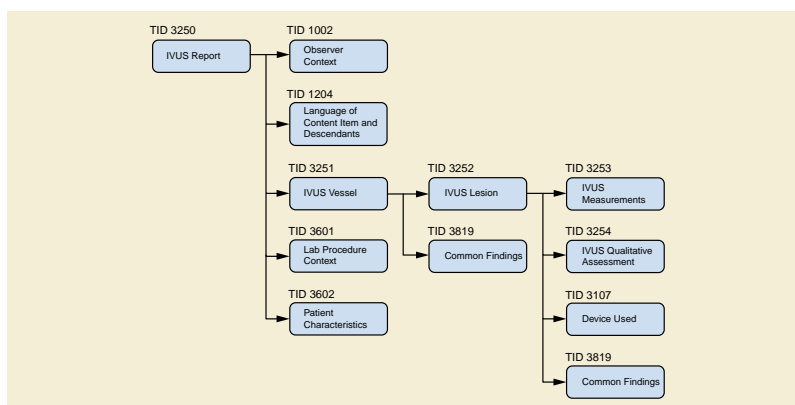 TID 3250
IVUS Report
TID 1002
Observer
Context
TID 1204
Language of
Content Item and
Descendants
TID 3251
IVUS Vessel
TID 3252
IVUS Lesion
TID 3253
IVUS
Measurements
TID 3601
Lab Procedure
Context
TID 3819
Common Findings
TID 3254
IVUS Qualitative
Assessment
TID 3602
Patient
Characteristics
TID 3107
Device Used
TID 3819
Common Findings